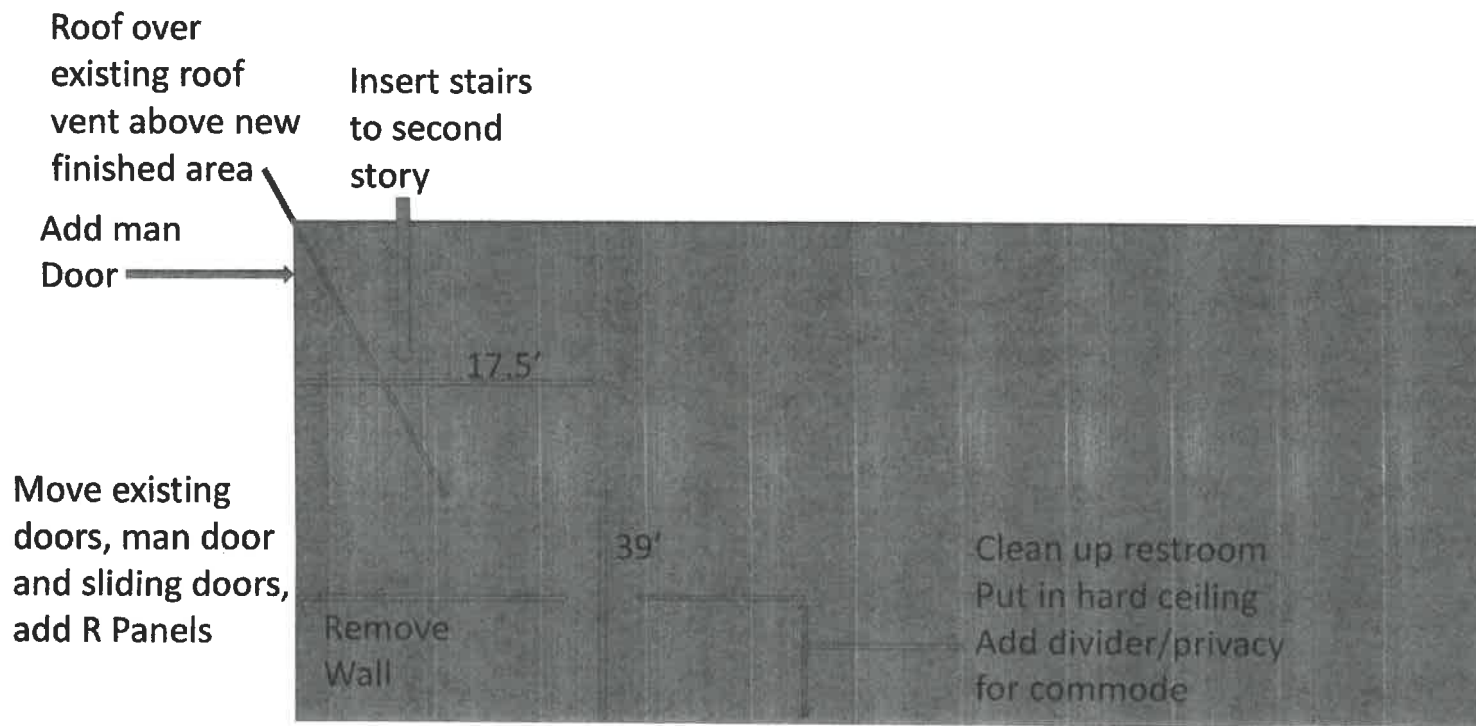 Roof over
existing roof
vent above new
finished area
Insert stairs
to second
story
Add man
Door
17.5'
Move existing
doors, man door
and sliding doors,
add R Panels
39'
Remove
Wall
Clean up restroom
Put in hard ceiling
Add divider/privacy
for commode